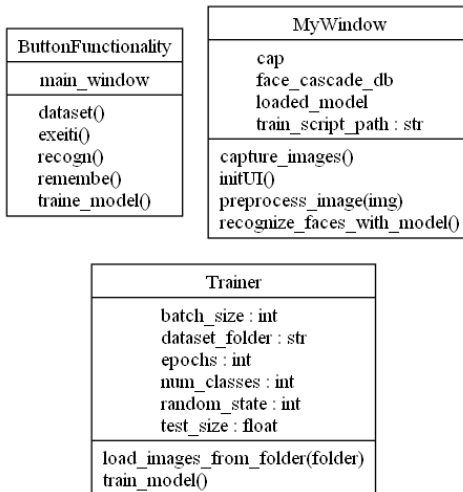 ButtonFunctionality
main_window
dataset()
exeiti()
recogn()
remembe()
traine_model()
MyWindow
cap
face_cascade_db
loaded_model
train_script_path : str
capture_images()
initUI()
preprocess_image(img)
recognize_faces_with_model()
Trainer
batch_size : int
dataset_folder : str
epochs : int
num_classes : int
random_state : int
test_size : float
load_images_from_folder(folder)
train_model()